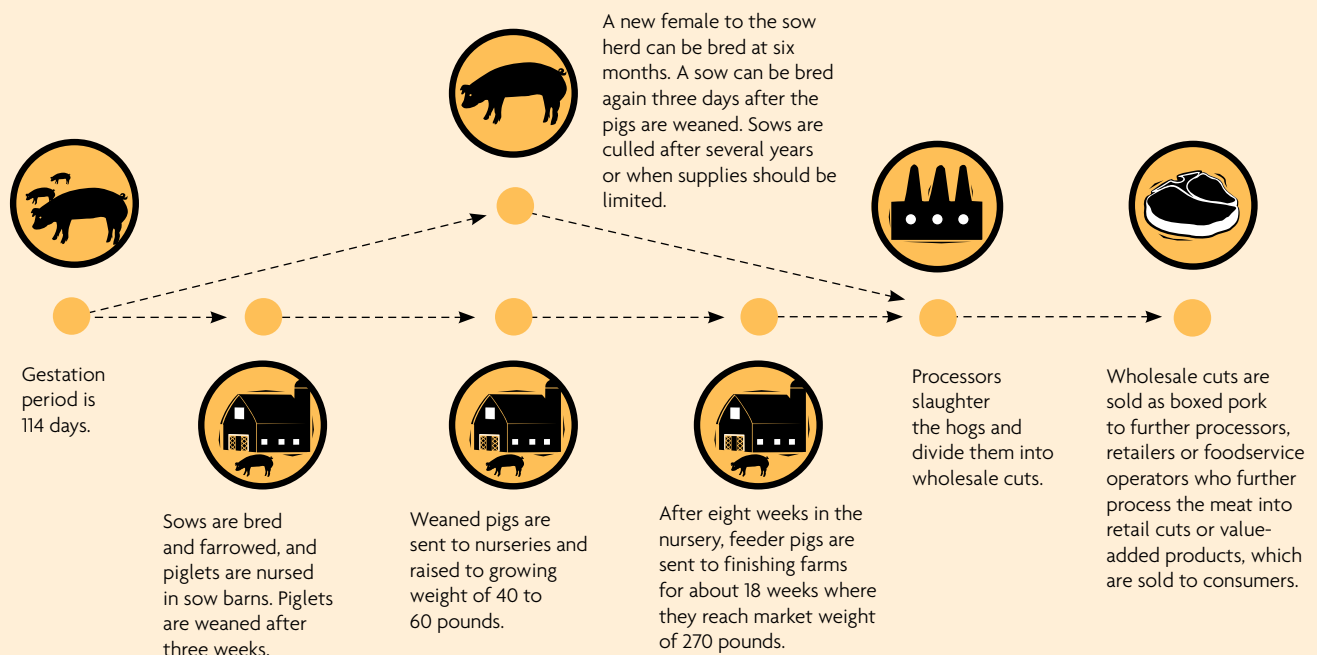 A new female to the sow
herd can be bred at six
months. A sow can be bred
again three days after the
pigs are weaned. Sows are
culled after several years
or when supplies should be
limited.
Gestation
period is
114 days.
Sows are bred
and farrowed, and
piglets are nursed
in sow barns. Piglets
are weaned after
three weeks.
Weaned pigs are
sent to nurseries and
raised to growing
weight of 40 to
60 pounds.
After eight weeks in the
nursery, feeder pigs are
sent to finishing farms
for about 18 weeks where
they reach market weight
of 270 pounds.
Processors
slaughter
the hogs and
divide them into
wholesale cuts.
Wholesale cuts are
sold as boxed pork
to further processors,
retailers or foodservice
operators who further
process the meat into
retail cuts or value-
added products, which
are sold to consumers.